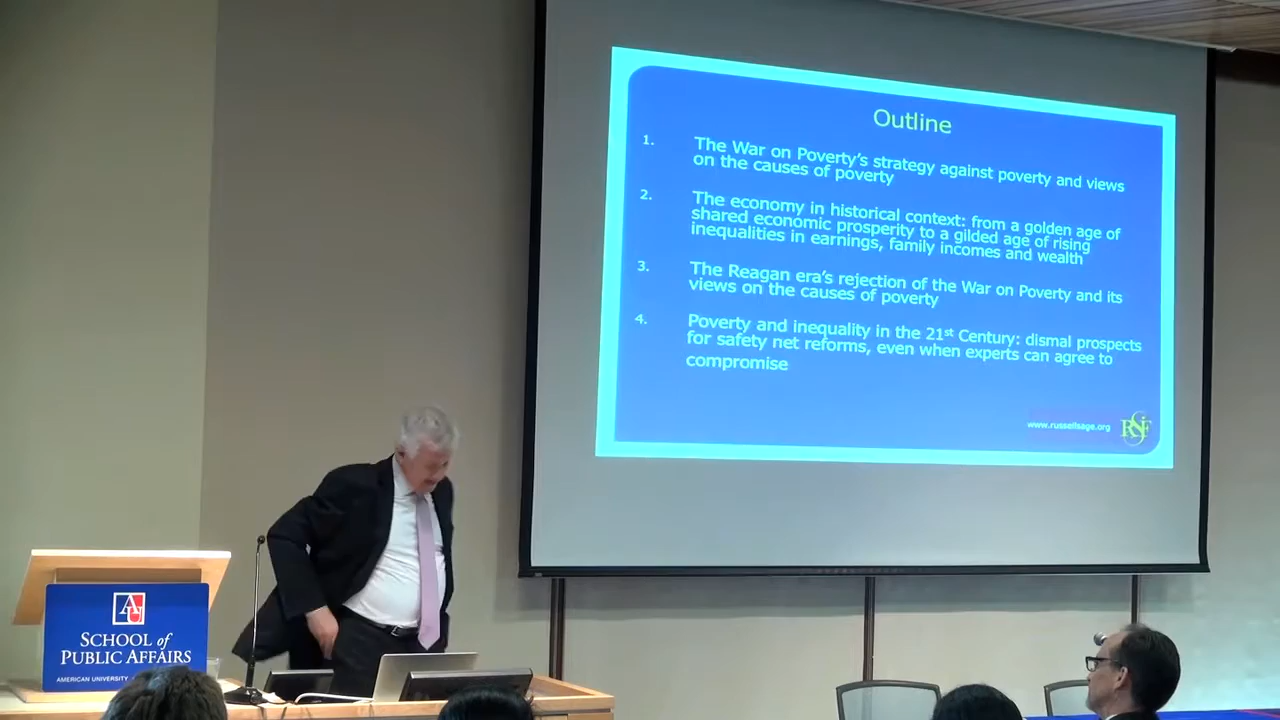 Outline
1. The War on Poverty's strategy against poverty and views
on the causes of poverty
2. The economy in historical context: from a golden age of
shared economic prosperity to a gilded age of rising
inequalities in earnings, family incomes and wealth
3. The Reagan era's rejection of the War on Poverty and its
views on the causes of poverty
4. Poverty and inequality in the 21st Century: dismal prospects
for safety net reforms, even when experts can agree to
compromise
www.russellsage.org
RSF
AU
SCHOOL of
PUBLIC AFFAIRS
AMERICAN UNIVERSITY